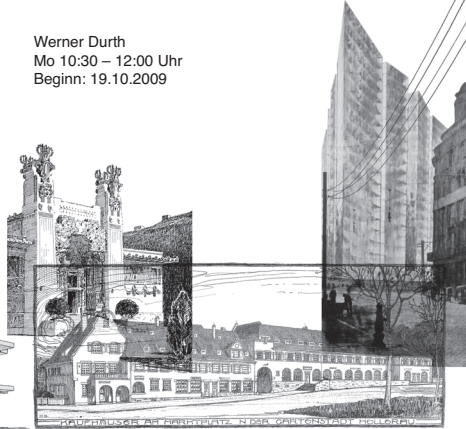 Werner Durth
Mo 10:30 – 12:00 Uhr
Beginn: 19.10.2009
KAUFHÄUSER AM MARKTPLATZ IN DER GARTENSTADT HELLERAU